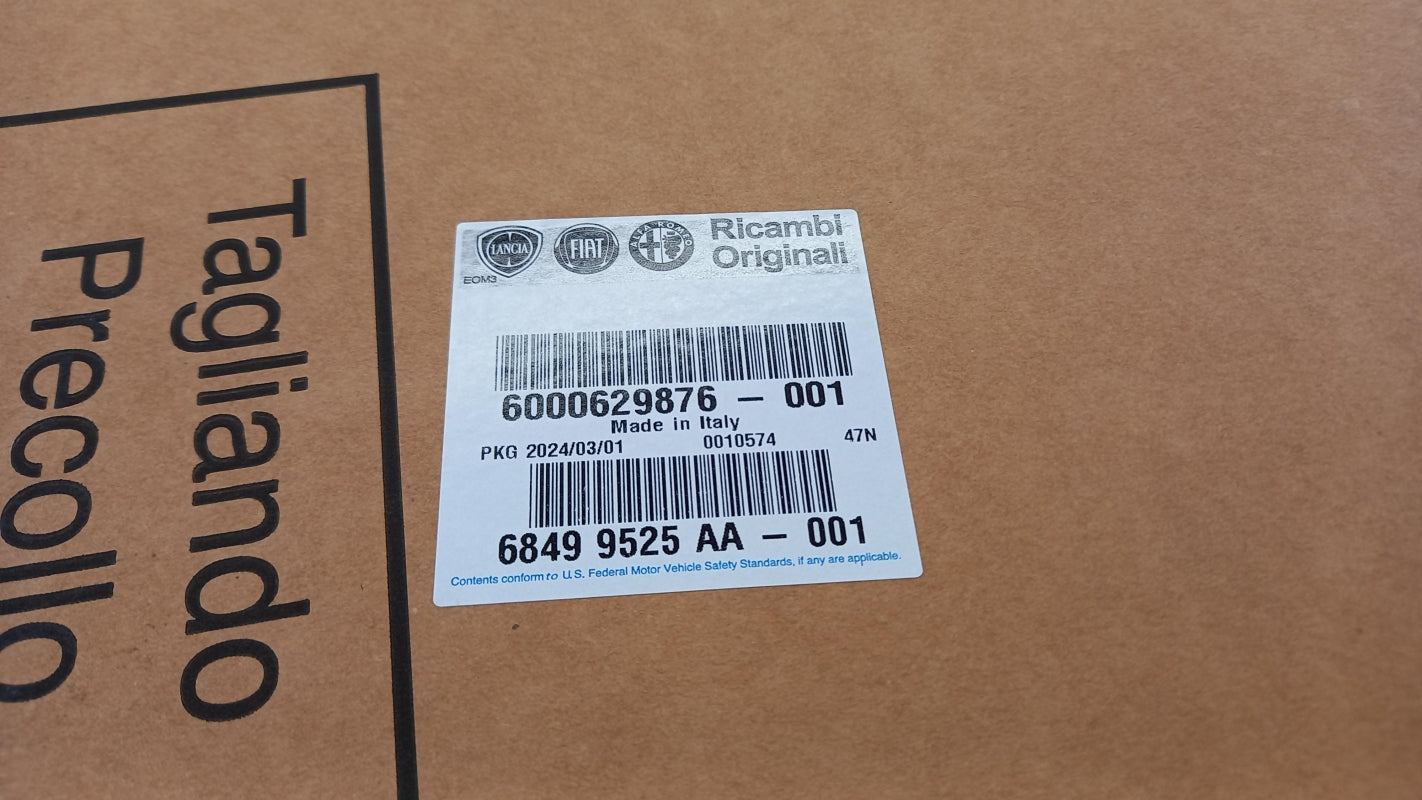 Tagliando
Precollo
LANCIA
FIAT
ALFA ROMEO
Ricambi
Originali
EOM3
6000629876 – 001
Made in Italy
PKG 2024/03/01 0010574 47N
6849 9525 AA – 001
Contents conform to U.S. Federal Motor Vehicle Safety Standards, if any are applicable.